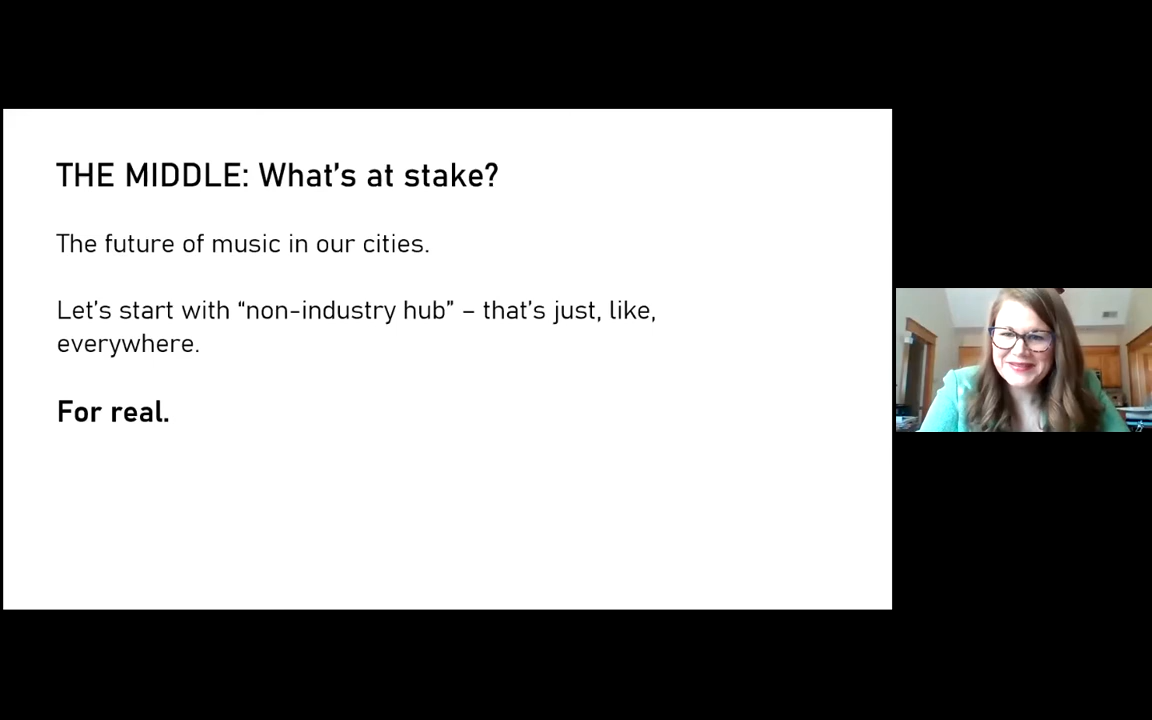 THE MIDDLE: What's at stake?
The future of music in our cities.
Let's start with “non-industry hub” – that's just, like,
everywhere.
For real.